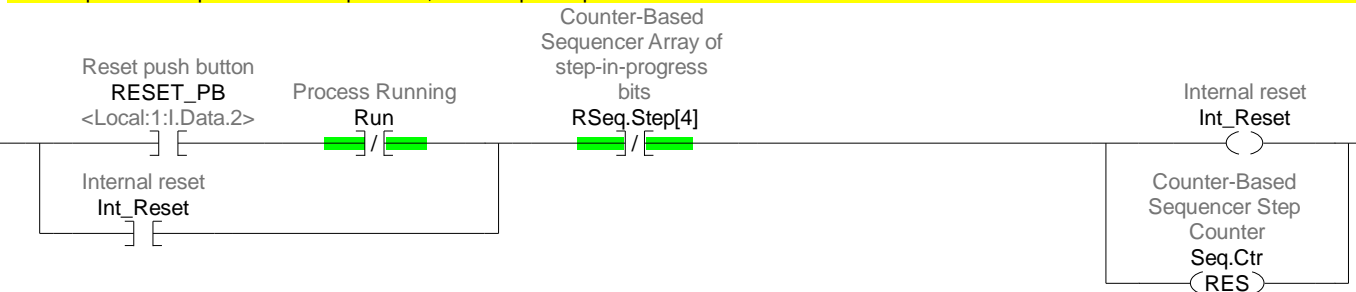 Counter-Based
Sequencer Array of
step-in-progress
bits
RSeq.Step[4]
Reset push button
RESET_PB
<Local:1:I.Data.2>
Process Running
Run
/
/
Internal reset
Int_Reset
Internal reset
Int_Reset
Counter-Based
Sequencer Step
Counter
Seq.Ctr
RES